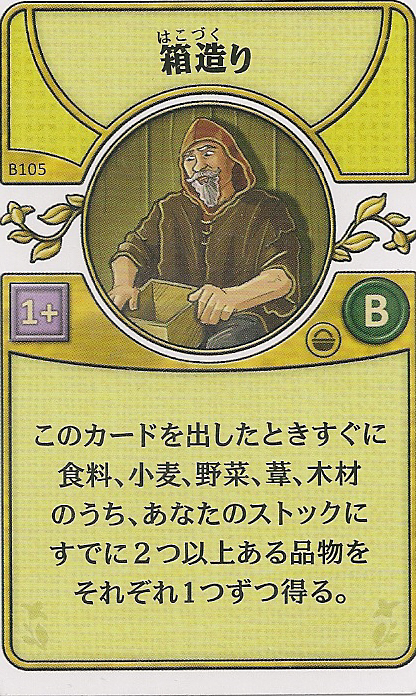 はこづく
箱造り
B105
1+
B
このカードを出したときすぐに
食料、小麦、野菜、葦、木材
のうち、あなたのストックに
すでに2つ以上ある品物を
それぞれ1つずつ得る。